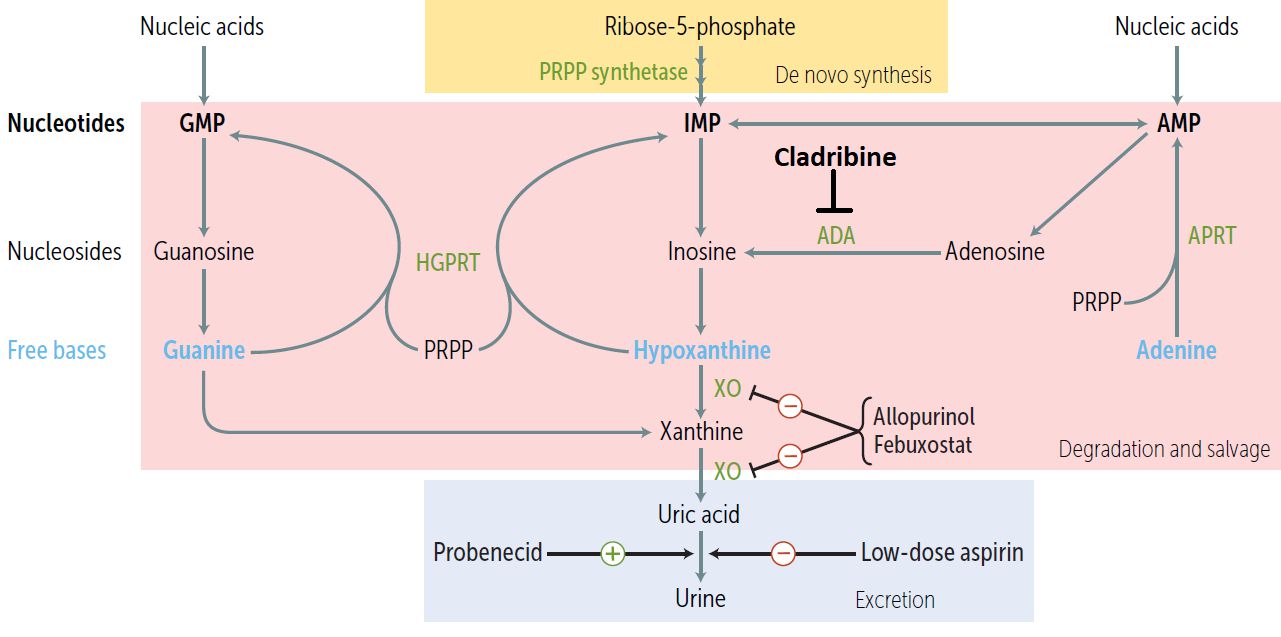 Nucleic acids
Ribose-5-phosphate
Nucleic acids
PRPP synthetase
De novo synthesis
Nucleotides
GMP
IMP
AMP
Cladribine
Nucleosides
Guanosine
HGPRT
Inosine
ADA
Adenosine
APRT
PRPP
Free bases
Guanine
PRPP
Hypoxanthine
Adenine
XO
Allopurinol
Febuxostat
Xanthine
Degradation and salvage
XO
Uric acid
Probenecid
Low-dose aspirin
Urine
Excretion